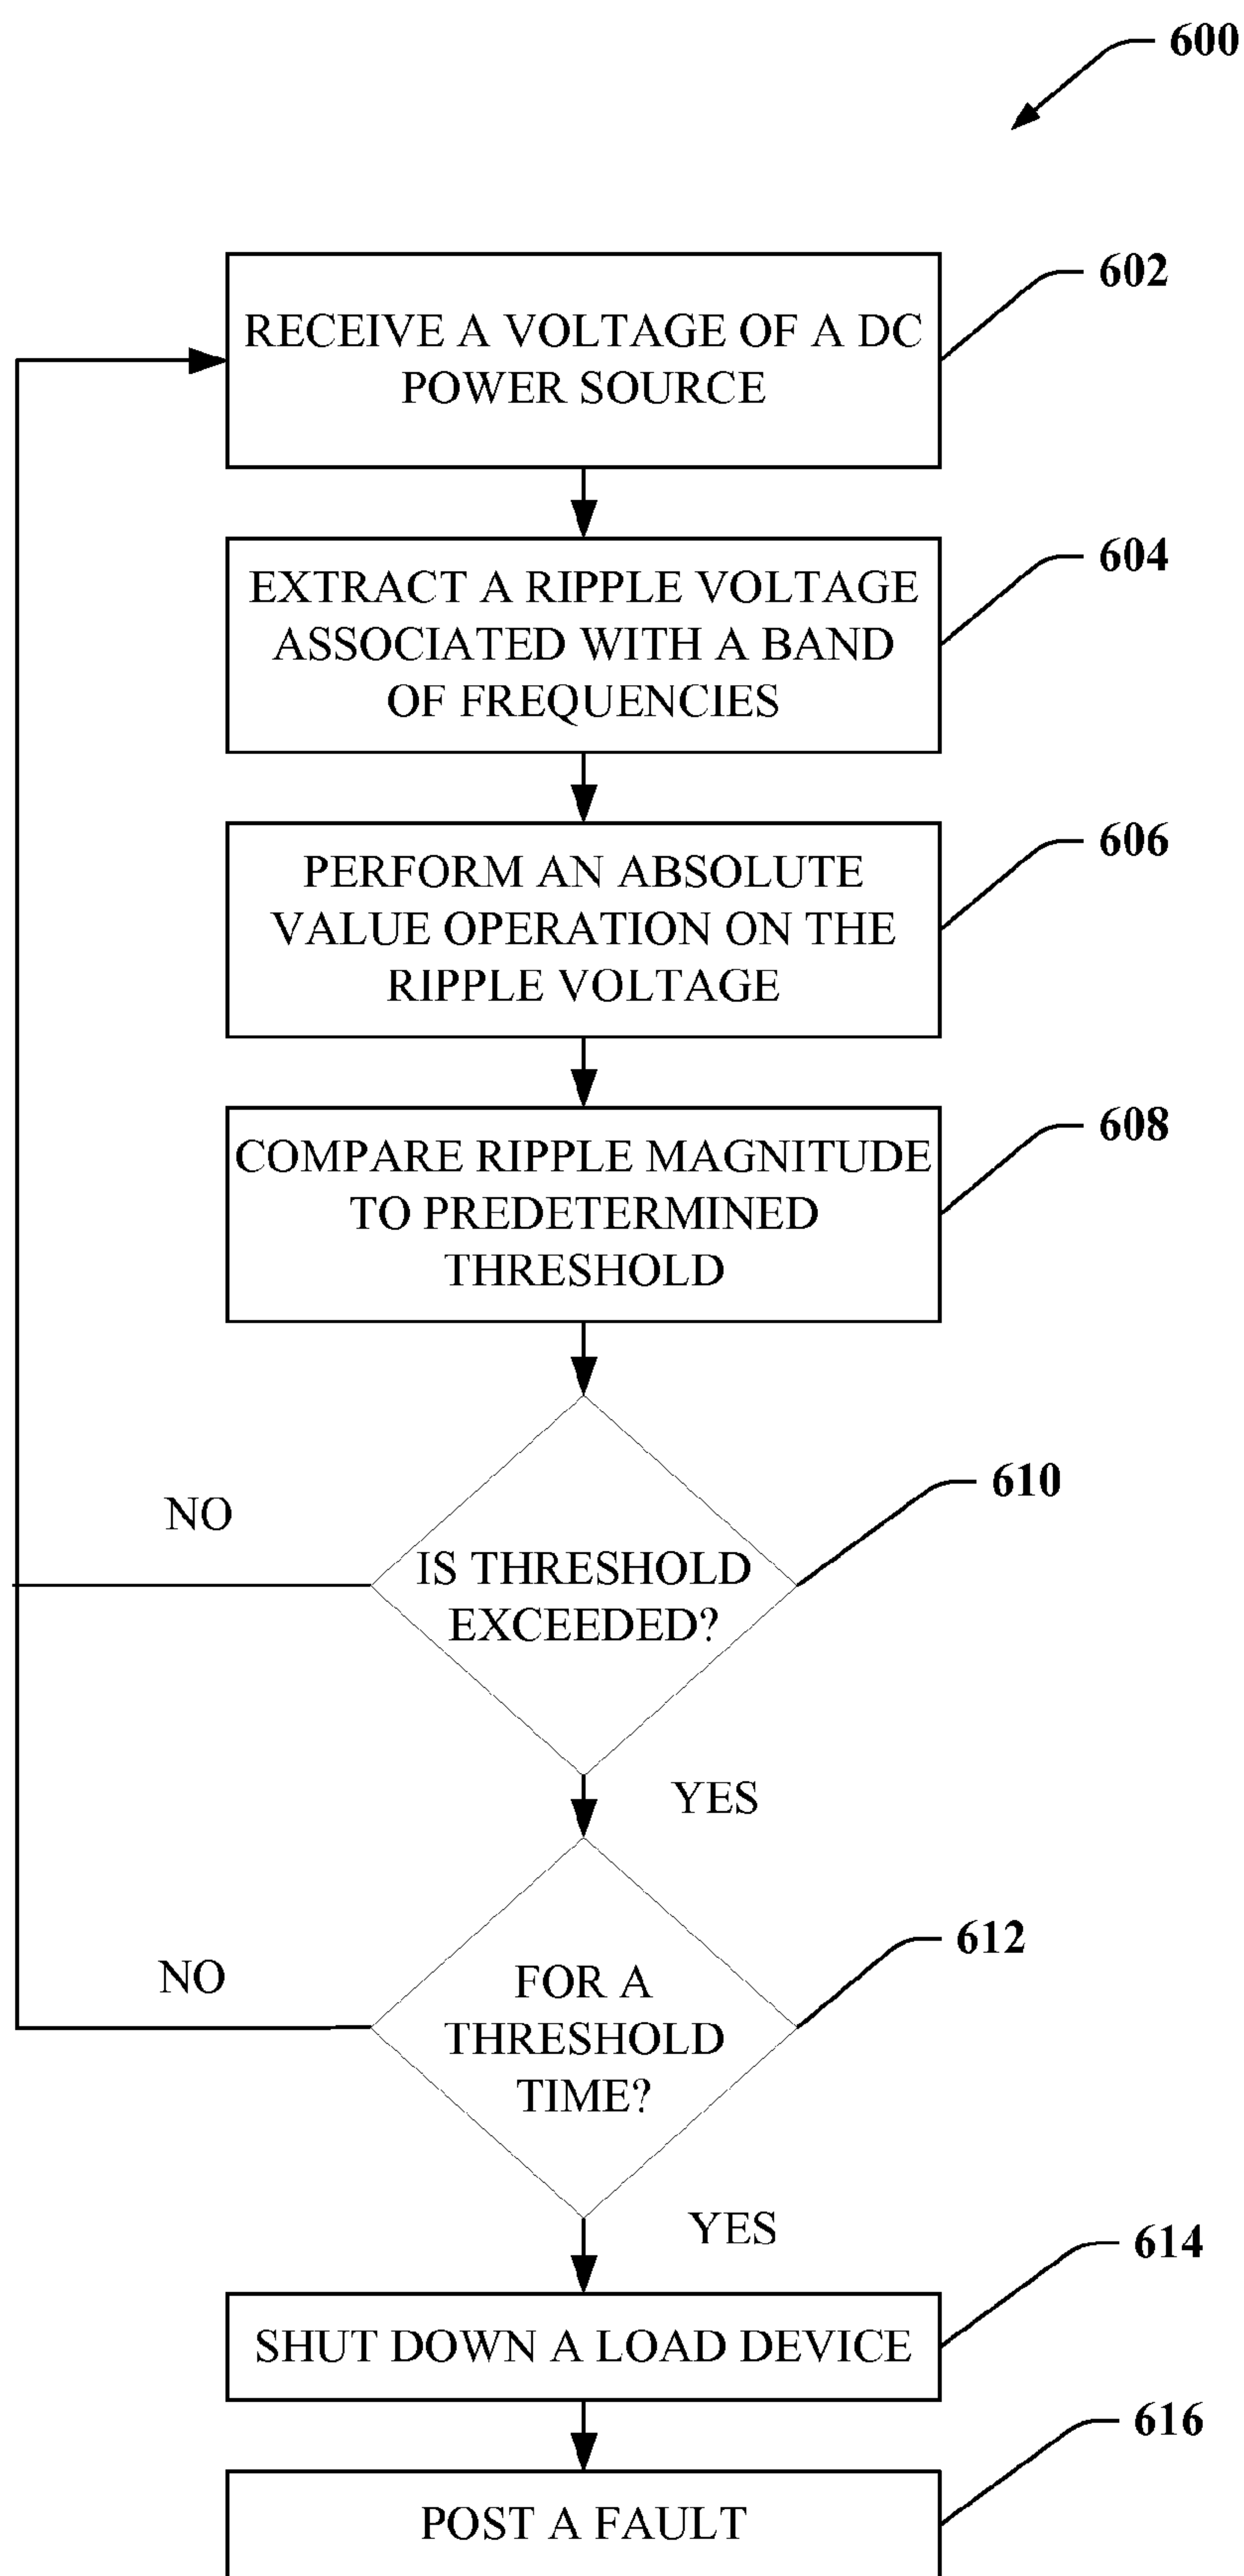 600
RECEIVE A VOLTAGE OF A DC
POWER SOURCE
602
EXTRACT A RIPPLE VOLTAGE
ASSOCIATED WITH A BAND
OF FREQUENCIES
604
PERFORM AN ABSOLUTE
VALUE OPERATION ON THE
RIPPLE VOLTAGE
606
COMPARE RIPPLE MAGNITUDE
TO PREDETERMINED
THRESHOLD
608
IS THRESHOLD
EXCEEDED?
610
NO
YES
FOR A
THRESHOLD
TIME?
612
NO
YES
SHUT DOWN A LOAD DEVICE
614
POST A FAULT
616